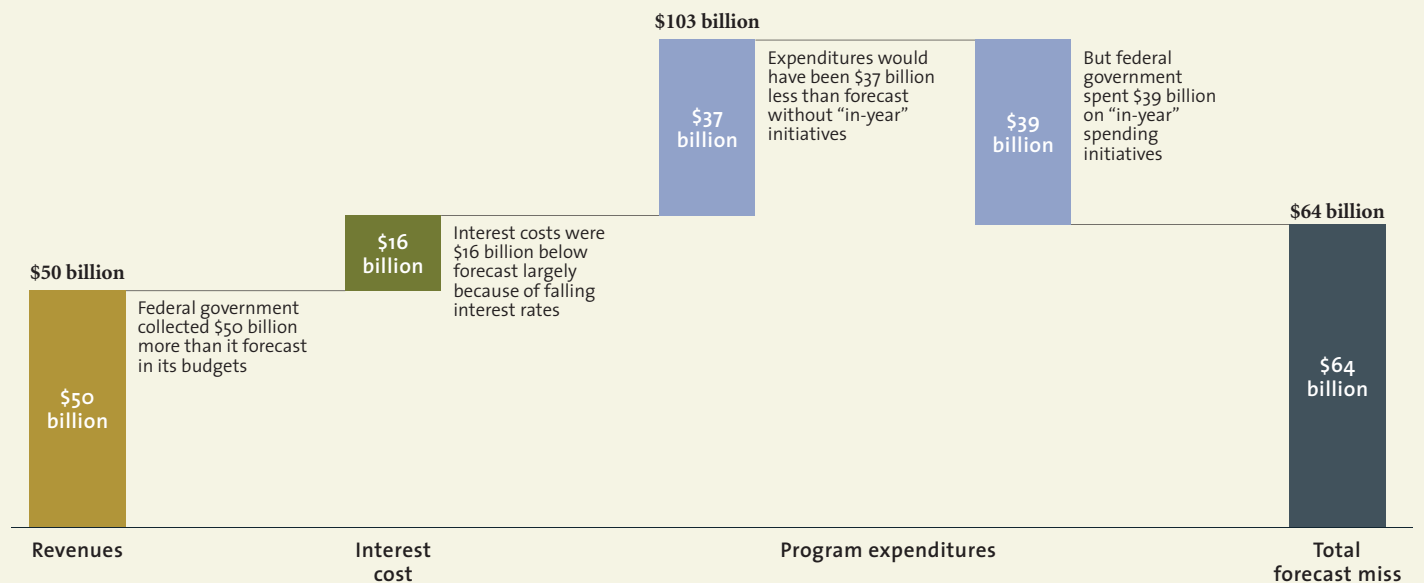 $103 billion
$37
billion
Expenditures would
have been $37 billion
less than forecast
without “in-year”
initiatives
$39
billion
But federal
government
spent $39 billion
on “in-year”
spending
initiatives
$64 billion
$16
billion
Interest costs were
$16 billion below
forecast largely
because of falling
interest rates
$50 billion
Federal government
collected $50 billion
more than it forecast
in its budgets
$50
billion
$64
billion
Revenues
Interest
cost
Program expenditures
Total
forecast miss